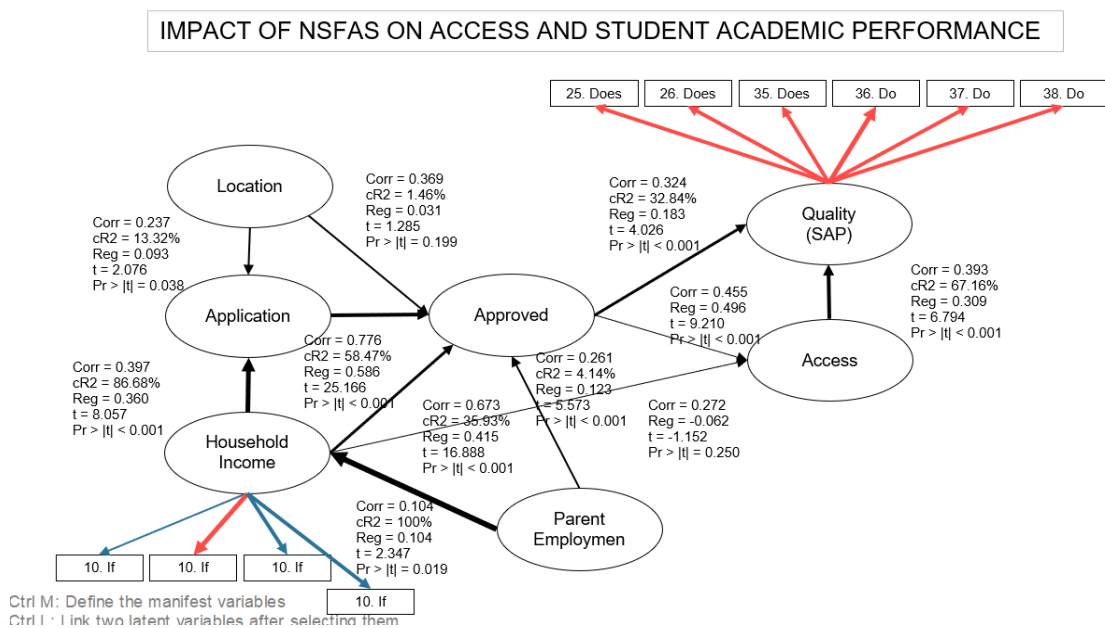 IMPACT OF NSFAS ON ACCESS AND STUDENT ACADEMIC PERFORMANCE
25. Does
26. Does
35. Does
36. Do
37. Do
38. Do
Location
Corr = 0.369
cR2 = 1.46%
Reg = 0.031
t = 1.285
Pr > |t| = 0.199
Corr = 0.324
cR2 = 32.84%
Reg = 0.183
t = 4.026
Pr > |t| < 0.001
Quality
(SAP)
Corr = 0.237
cR2 = 13.32%
Reg = 0.093
t = 2.076
Pr > |t| = 0.038
Application
Approved
Corr = 0.455
Reg = 0.496
t = 9.210
Pr > |t| < 0.001
Corr = 0.393
cR2 = 67.16%
Reg = 0.309
t = 6.794
Pr > |t| < 0.001
Access
Corr = 0.776
cR2 = 58.47%
Reg = 0.586
t = 25.166
Pr > |t| < 0.001
Corr = 0.261
cR2 = 4.14%
Reg = 0.123
t = 5.573
Pr > |t| < 0.001
Corr = 0.397
cR2 = 86.68%
Reg = 0.360
t = 8.057
Pr > |t| < 0.001
Corr = 0.673
cR2 = 35.93%
Reg = 0.415
t = 16.888
Pr > |t| < 0.001
Corr = 0.272
Reg = -0.062
t = -1.152
Pr > |t| = 0.250
Household
Income
Corr = 0.104
cR2 = 100%
Reg = 0.104
t = 2.347
Pr > |t| = 0.019
Parent
Employmen
10. If
10. If
10. If
10. If
Ctrl M: Define the manifest variables
Ctrl L: Link two latent variables after selecting them